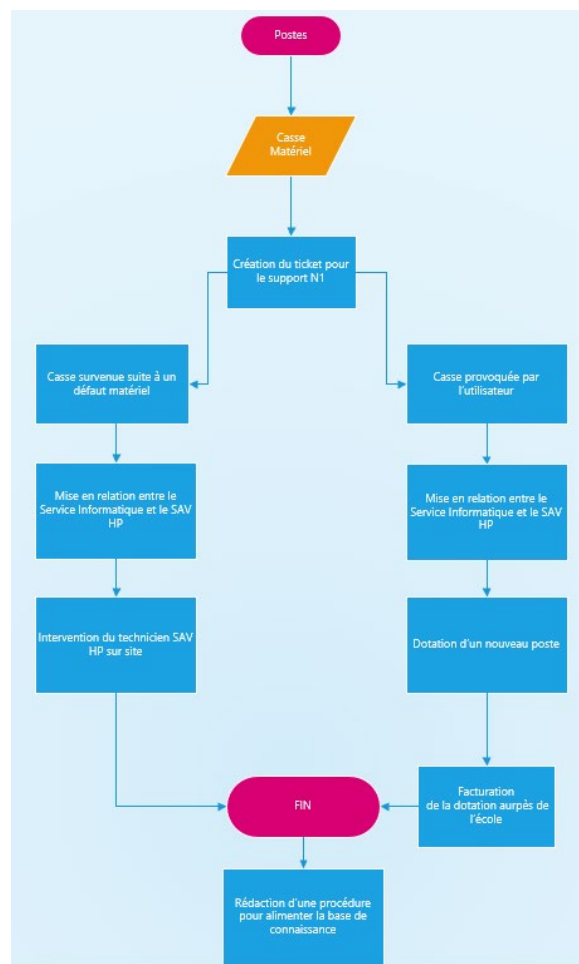 Postes
Casse
Matériel
Création du ticket pour
le support N1
Casse survenue suite à un
défaut matériel
Casse provoquée par
l'utilisateur
Mise en relation entre le
Service Informatique et le SAV
HP
Mise en relation entre le
Service Informatique et le SAV
HP
Intervention du technicien SAV
HP sur site
Dotation d'un nouveau poste
Facturation
de la dotation aurpès de
l'école
FIN
Rédaction d'une procédure
pour alimenter la base de
connaissance